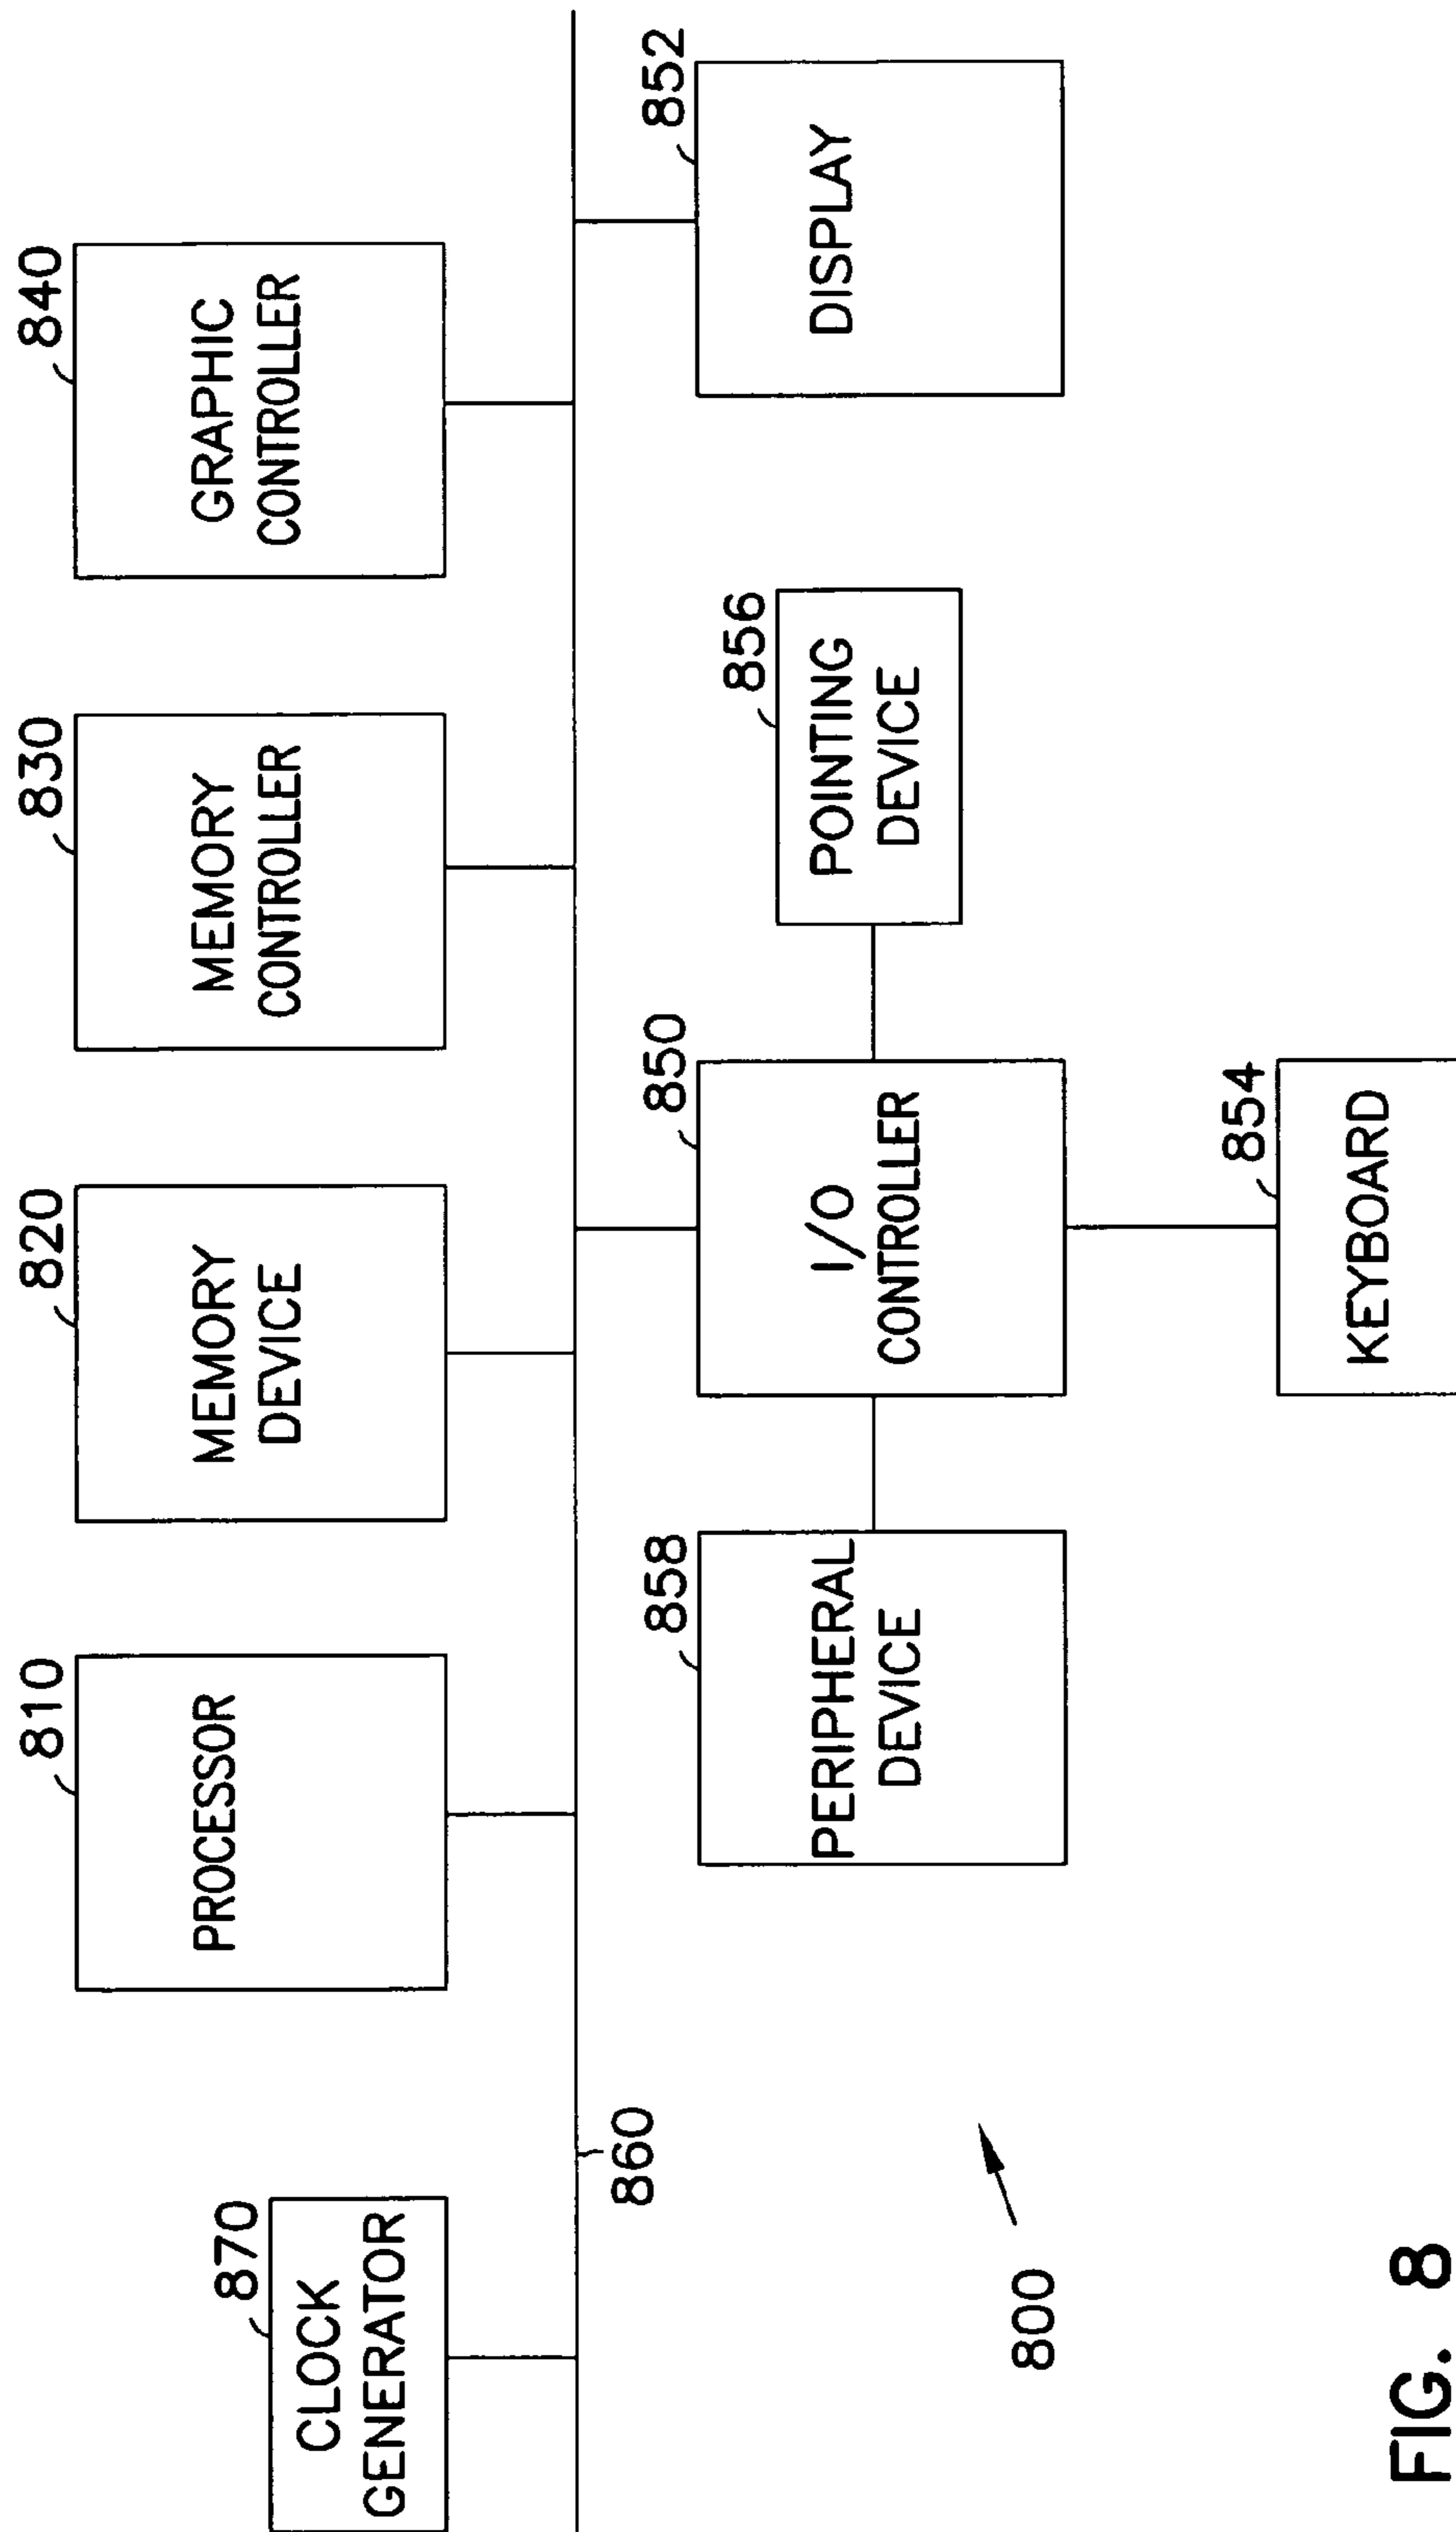 870
CLOCK
GENERATOR
810
PROCESSOR
820
MEMORY
DEVICE
830
MEMORY
CONTROLLER
840
GRAPHIC
CONTROLLER
860
858
PERIPHERAL
DEVICE
850
I/O
CONTROLLER
856
POINTING
DEVICE
852
DISPLAY
800
854
KEYBOARD
FIG. 8